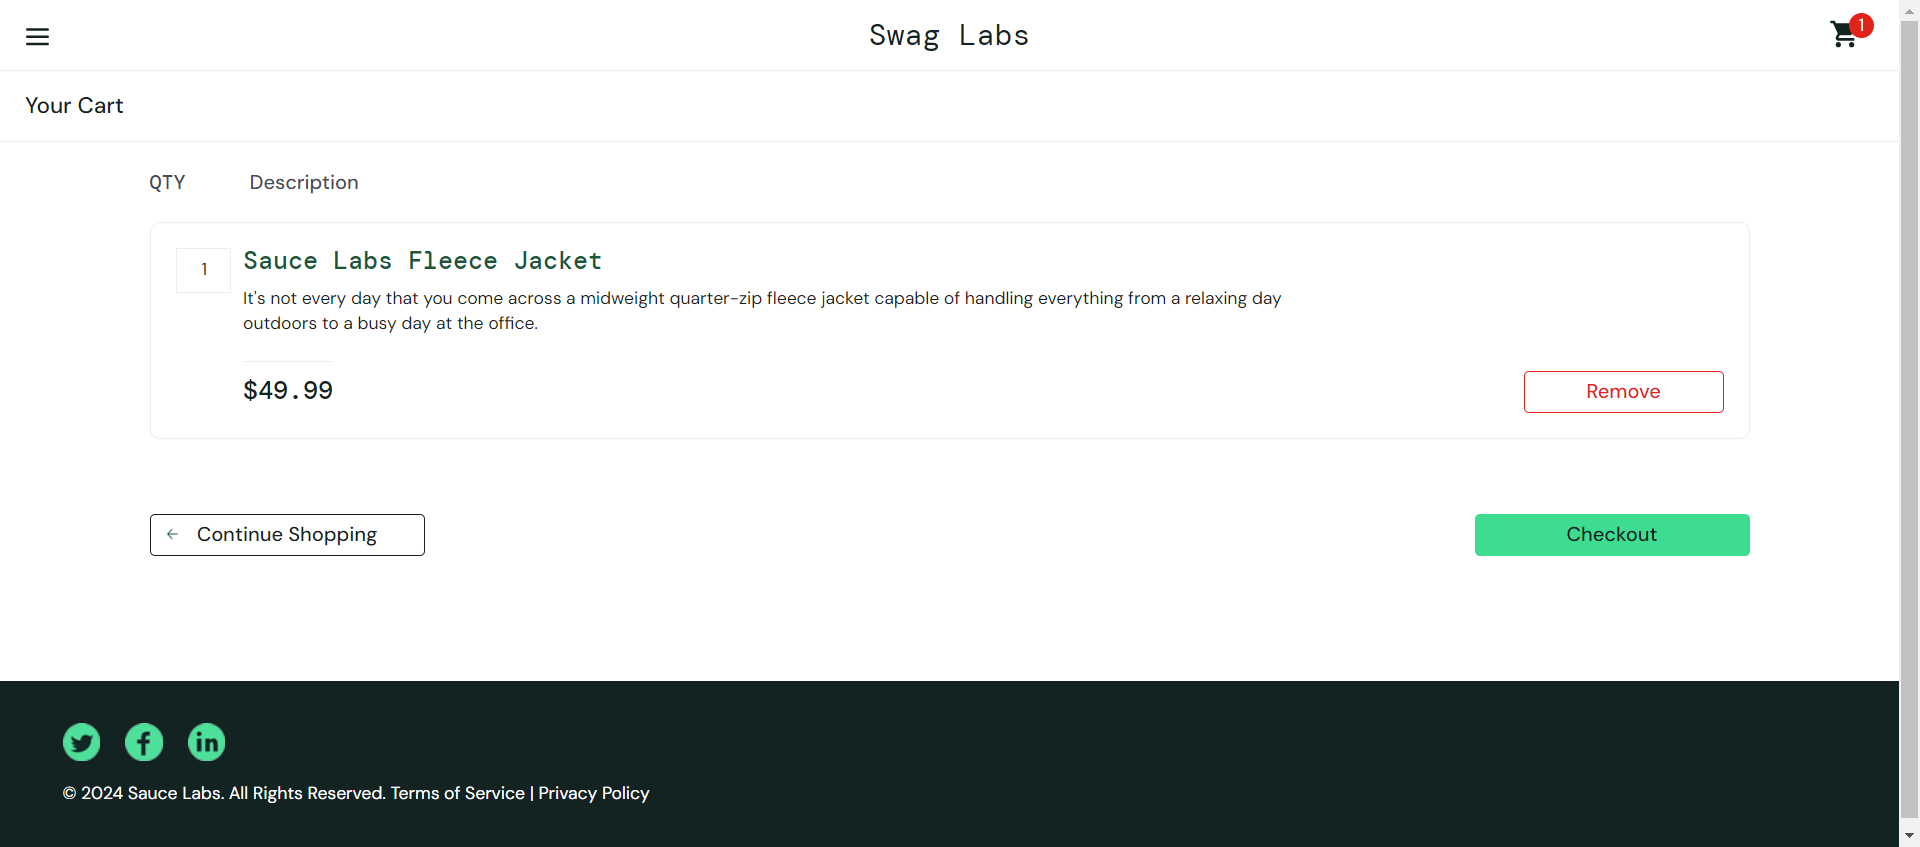 Swag Labs
1
Your Cart
QTY Description
1
Sauce Labs Fleece Jacket
It's not every day that you come across a midweight quarter-zip fleece jacket capable of handling everything from a relaxing day
outdoors to a busy day at the office.
$49.99
Remove
Continue Shopping
Checkout
© 2024 Sauce Labs. All Rights Reserved. Terms of Service | Privacy Policy